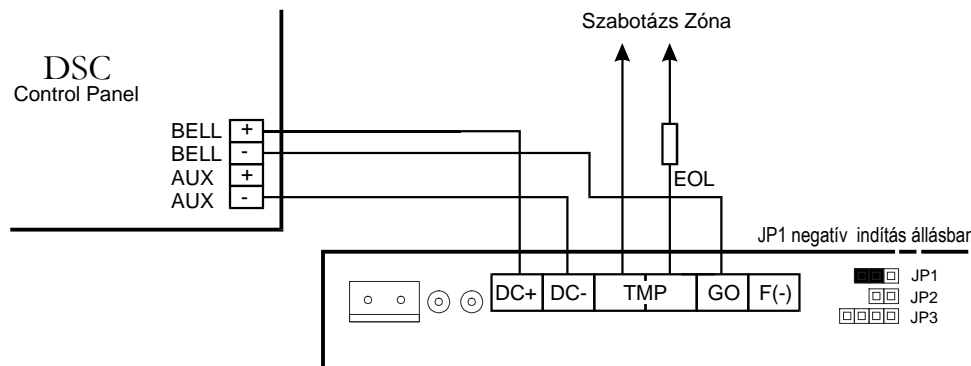 Szabotázs Zóna
DSC
Control Panel
BELL +
BELL -
AUX +
AUX -
EOL
JP1 negatív indítás állásbar
DC+ DC- TMP GO F(-)
JP1
JP2
JP3